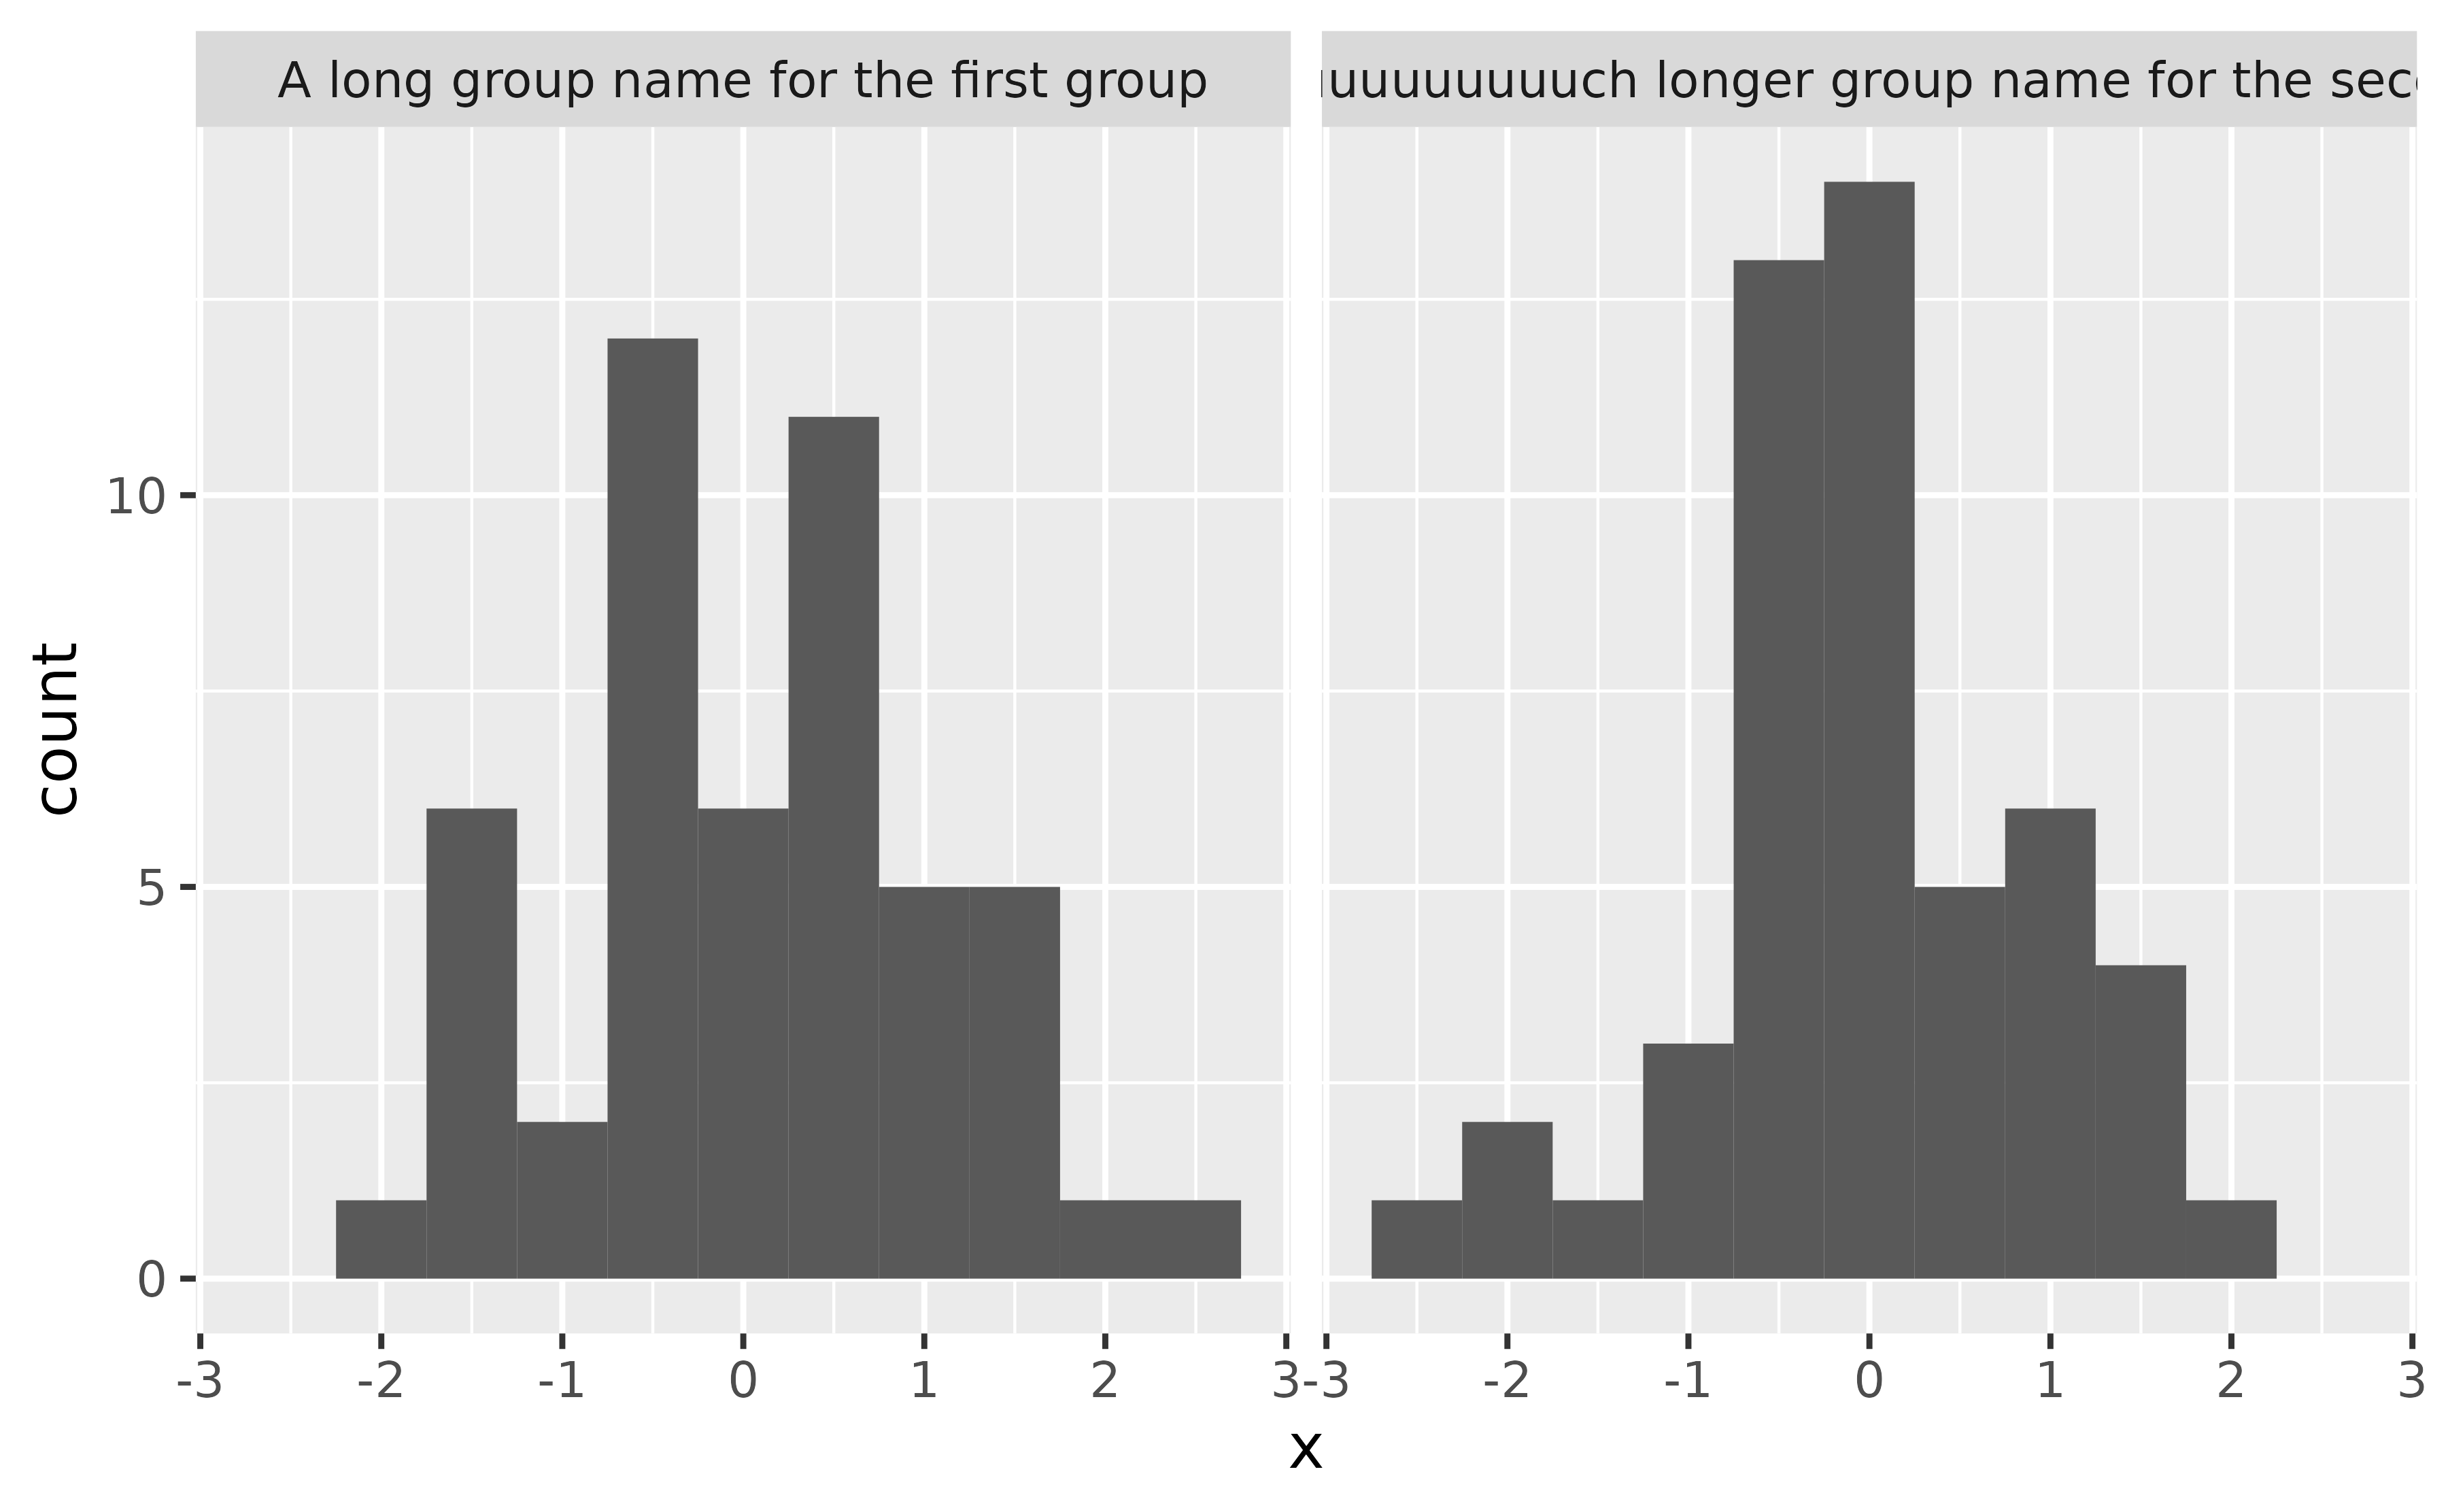 A long group name for the first group
uuuuuuuuch longer group name for the sec
count
10
5
0
-3 -2 -1 0 1 2 3
-3 -2 -1 0 1 2 3
x